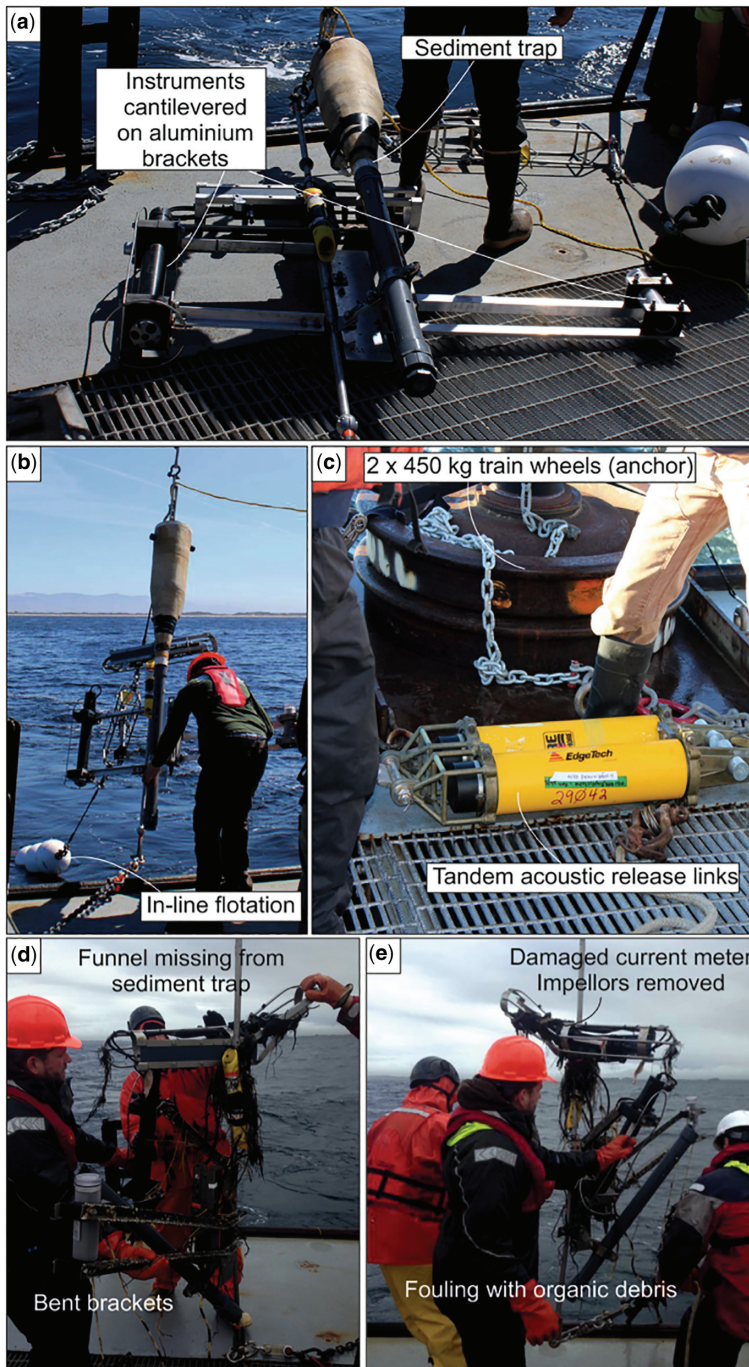 (a)
Sediment trap
Instruments
cantilevered
on aluminium
brackets
(b)
In-line flotation
(c)
2 x 450 kg train wheels (anchor)
EdgeTech
29042
Tandem acoustic release links
(d)
Funnel missing from
sediment trap
Bent brackets
(e)
Damaged current meter
Impellors removed
Fouling with organic debris